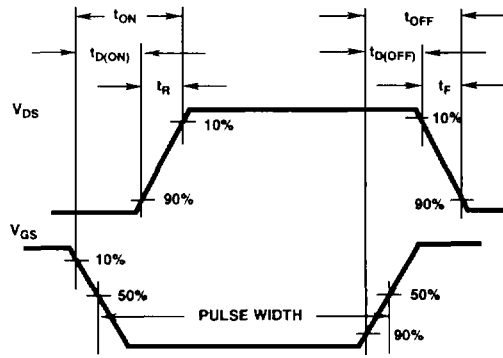 tON tOFF
tD(ON) tD(OFF)
tR tF
VDS
10% 10%
90% 90%
VGS
10%
50% 50%
PULSE WIDTH
90%